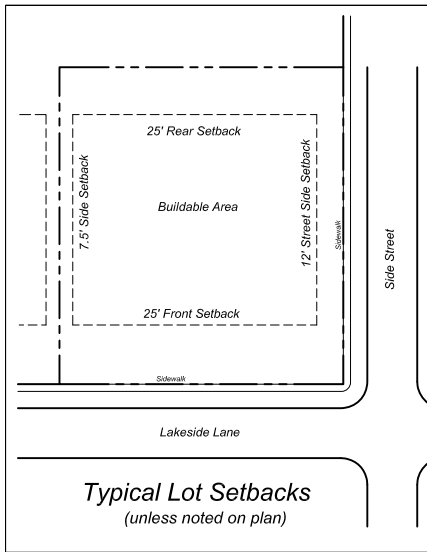 25' Rear Setback
7.5' Side Setback
Buildable Area
12' Street Side Setback
Sidewalk
Side Street
25' Front Setback
Sidewalk
Lakeside Lane
Typical Lot Setbacks
(unless noted on plan)